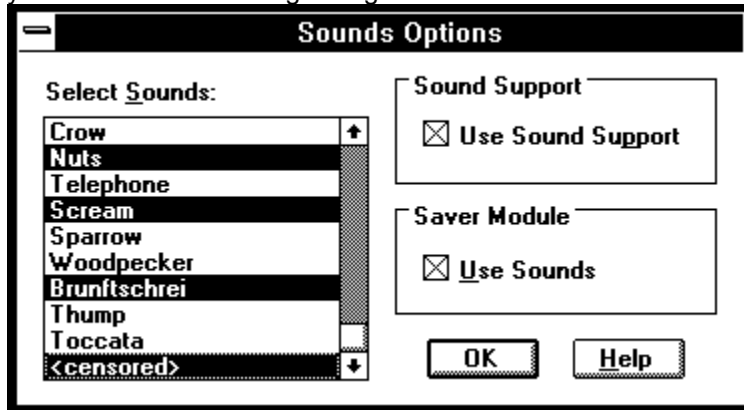 Sounds Options
Select Sounds:
Crow
Nuts
Telephone
Scream
Sparrow
Woodpecker
Brunftschrei
Thump
Toccata
<censored>
Sound Support
Use Sound Support
Saver Module
Use Sounds
OK
Help